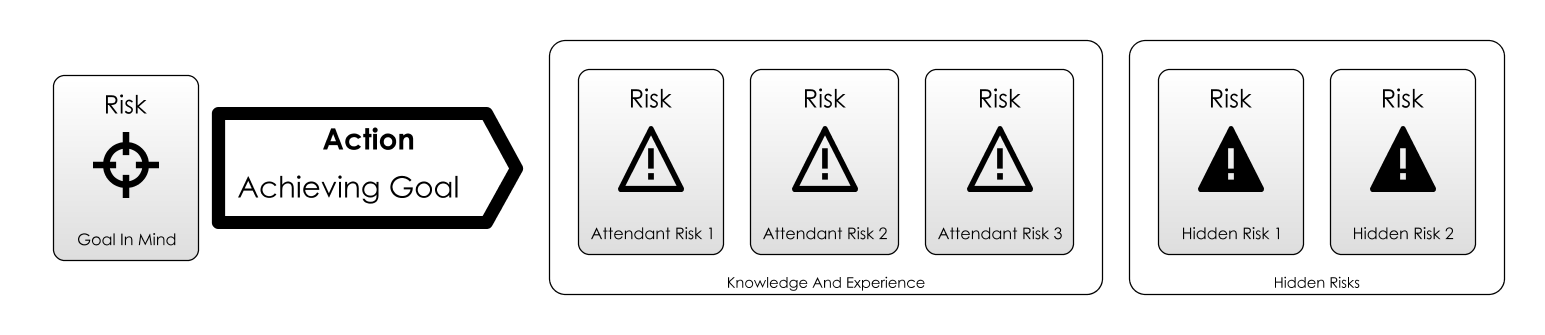 Risk
Goal In Mind
Action
Achieving Goal
Risk
Attendant Risk 1
Risk
Attendant Risk 2
Risk
Attendant Risk 3
Knowledge And Experience
Risk
Hidden Risk 1
Risk
Hidden Risk 2
Hidden Risks